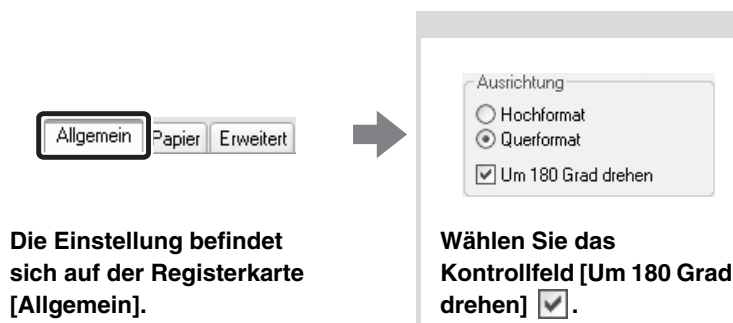 Allgemein Papier Erweitert
Die Einstellung befindet
sich auf der Registerkarte
[Allgemein].
Ausrichtung
Hochformat
Querformat
Um 180 Grad drehen
Wählen Sie das
Kontrollfeld [Um 180 Grad
drehen] .